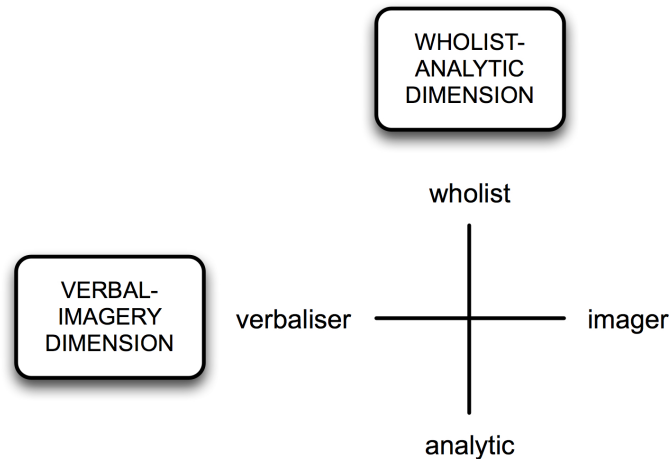 WHOLIST-
ANALYTIC
DIMENSION
wholist
VERBAL-
IMAGERY
DIMENSION
verbaliser
imager
analytic